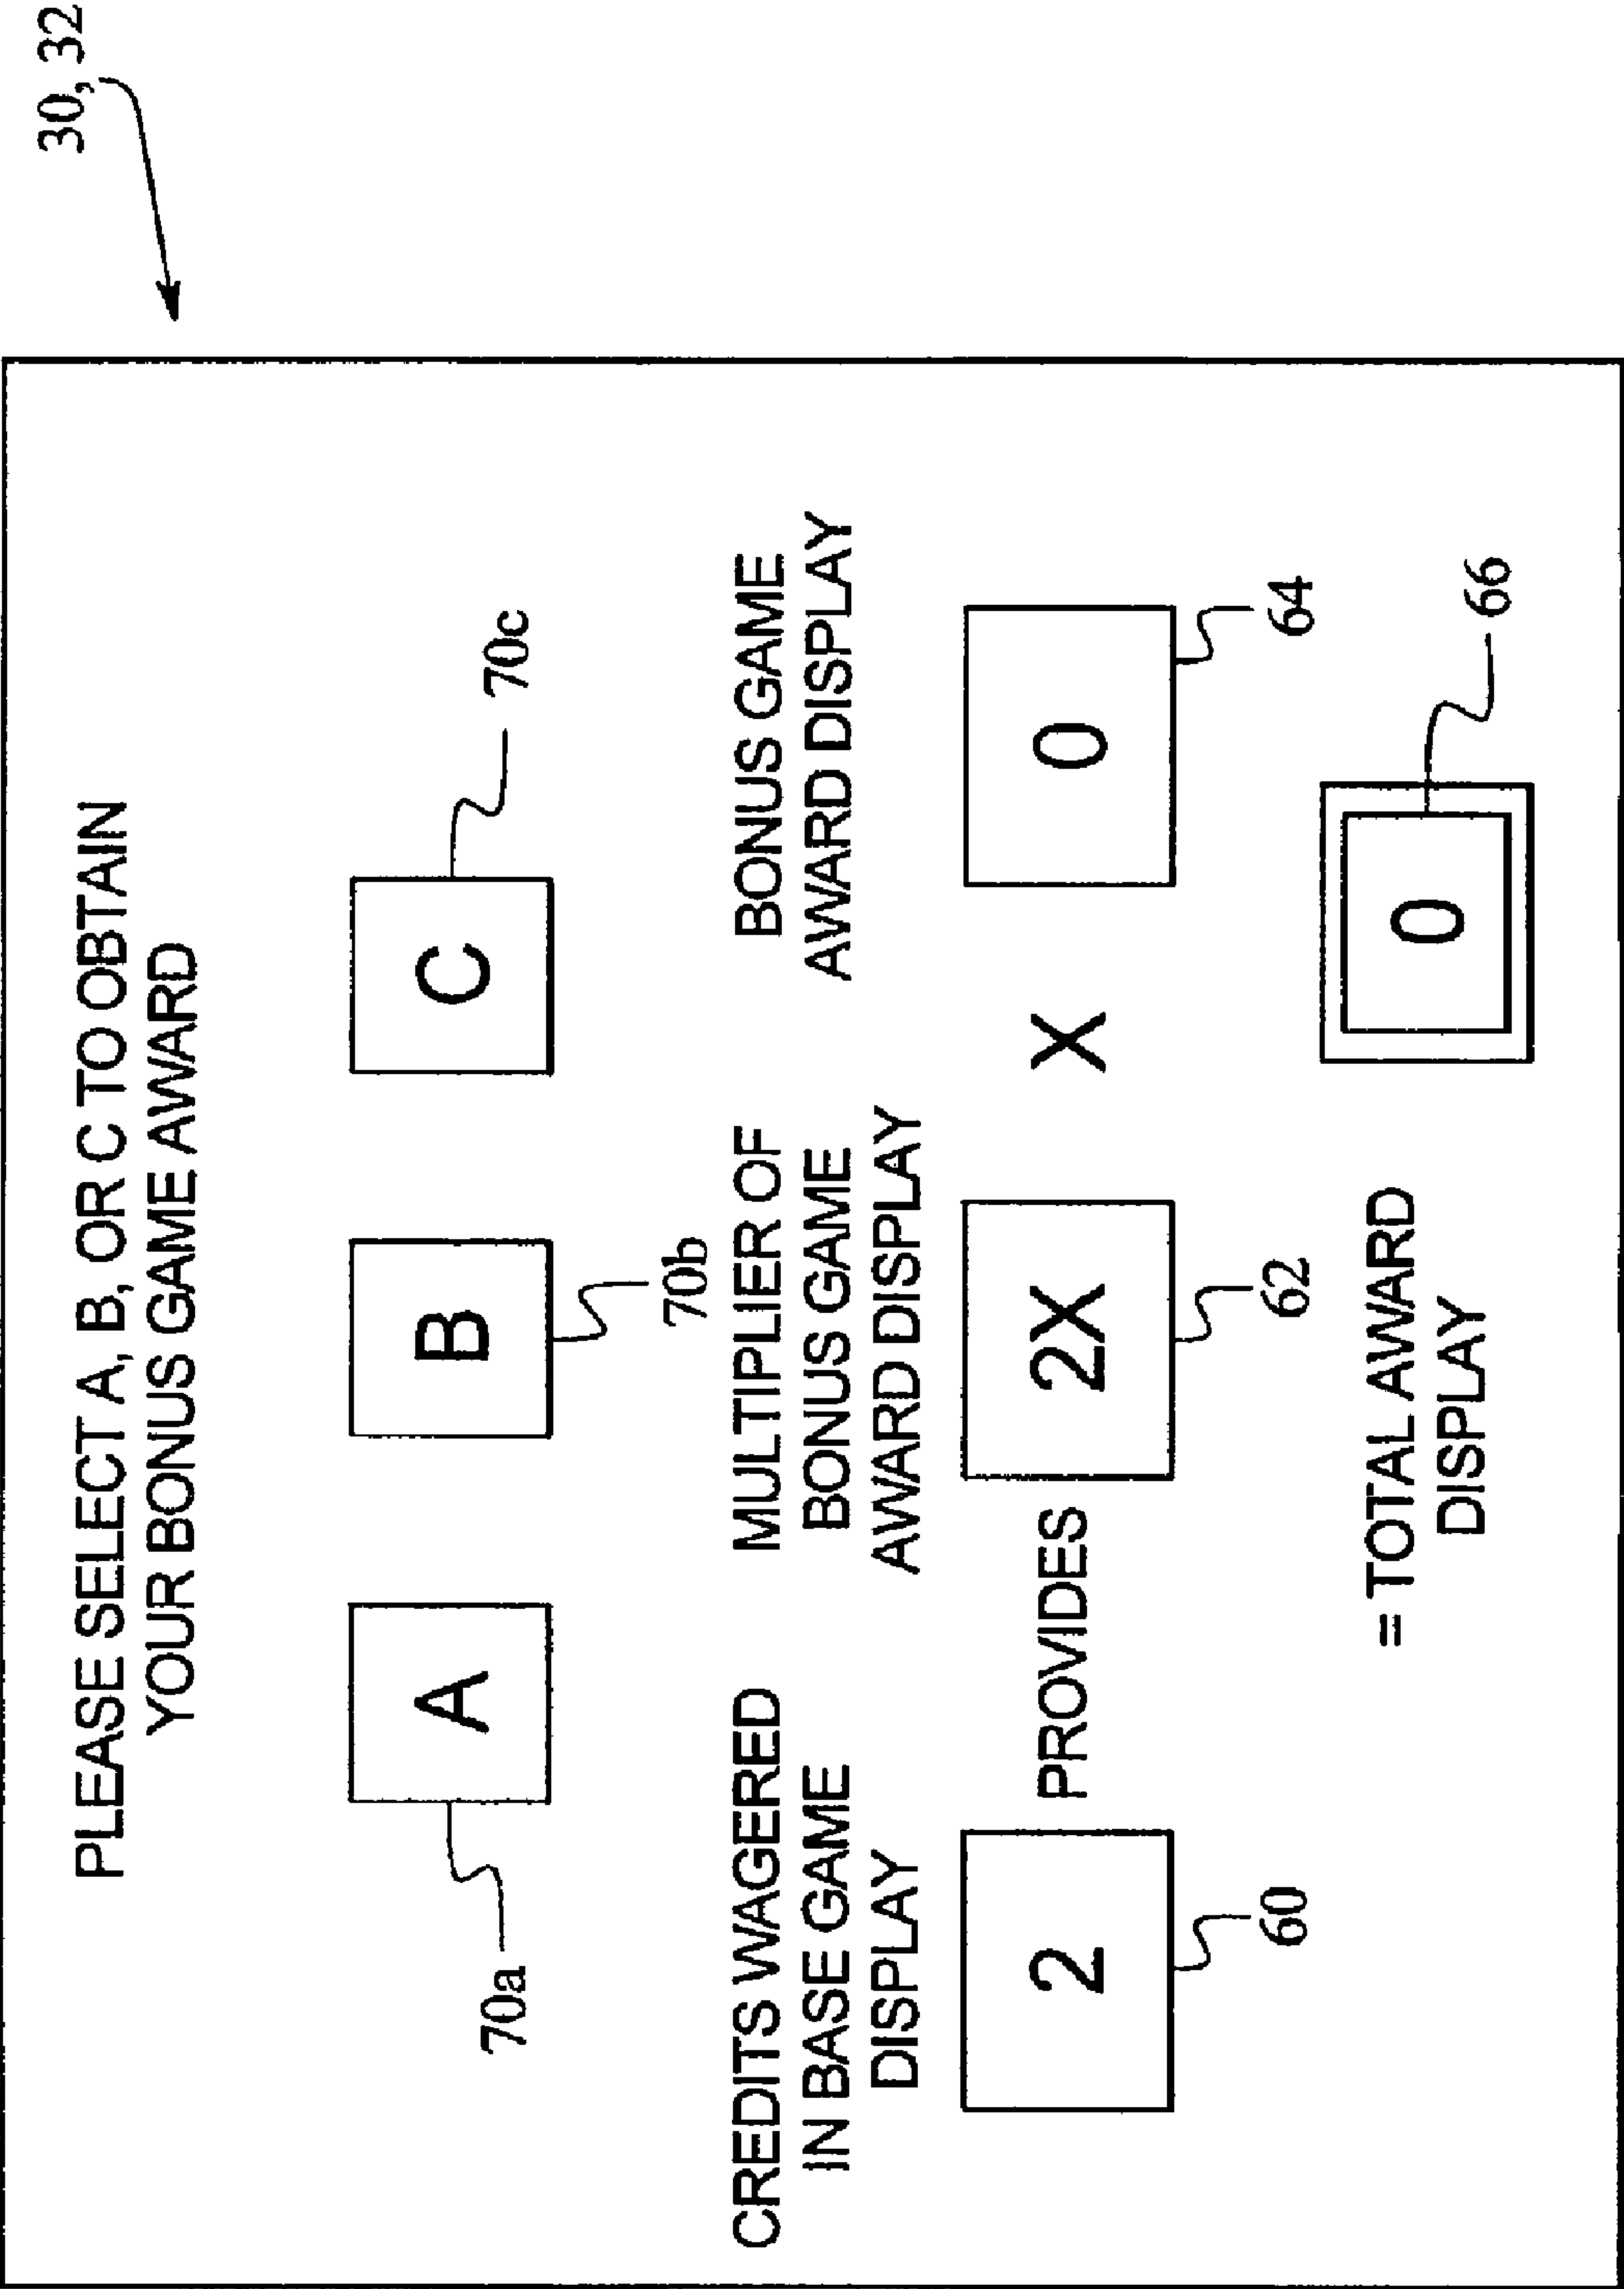 30, 32
PLEASE SELECT A, B, OR C TO OBTAIN
YOUR BONUS GAME AWARD
A
B
C
70a
70b
70c
CREDITS WAGERED
IN BASE GAME
DISPLAY
MULTIPLIER OF
BONUS GAME
AWARD DISPLAY
BONUS GAME
AWARD DISPLAY
2
PROVIDES
2X
X
0
60
62
64
= TOTAL AWARD
DISPLAY
0
66